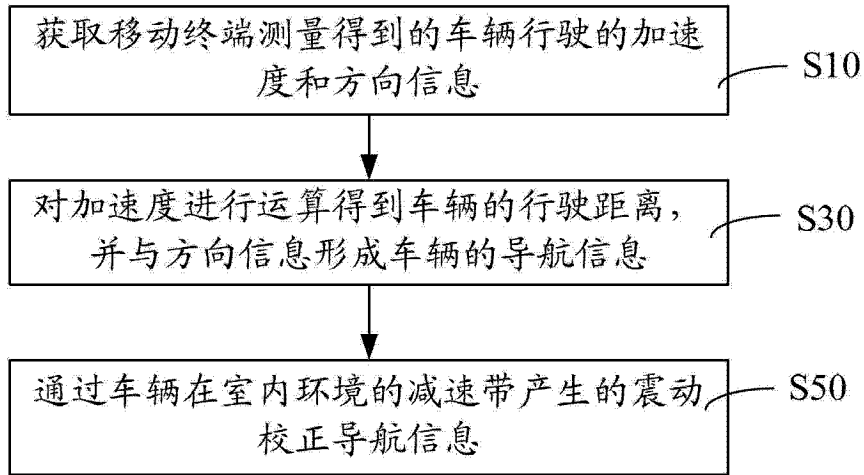 获取移动终端测量得到的车辆行驶的加速
度和方向信息
S10
对加速度进行运算得到车辆的行驶距离，
并与方向信息形成车辆的导航信息
S30
通过车辆在室内环境的减速带产生的震动
校正导航信息
S50